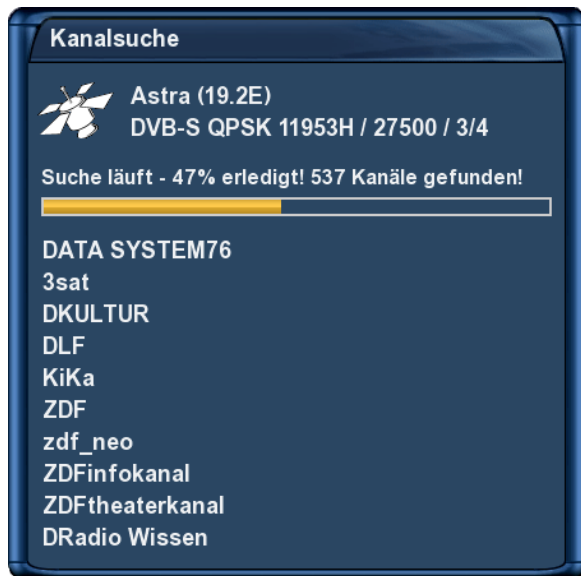 Kanalsuche
Astra (19.2E)
DVB-S QPSK 11953H / 27500 / 3/4
Suche läuft - 47% erledigt! 537 Kanäle gefunden!
DATA SYSTEM76
3sat
DKULTUR
DLF
KiKa
ZDF
zdf_neo
ZDFinfokanal
ZDFtheaterkanal
DRadio Wissen